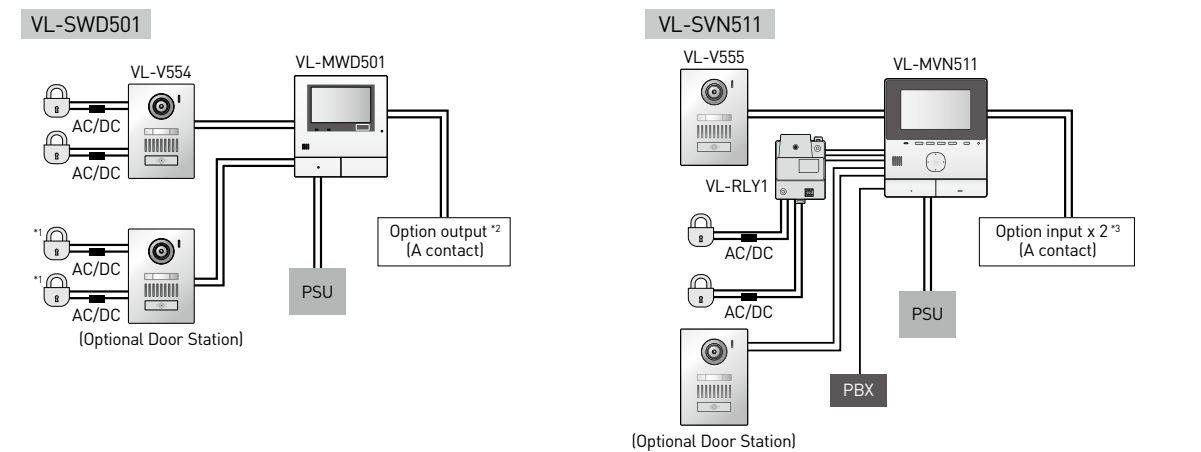 VL-SWD501
VL-V554
VL-MWD501
AC/DC
AC/DC
*1
AC/DC
*1
AC/DC
(Optional Door Station)
PSU
Option output *2
(A contact)
VL-SVN511
VL-V555
VL-MVN511
VL-RLY1
AC/DC
AC/DC
(Optional Door Station)
PBX
PSU
Option input x 2 *3
(A contact)